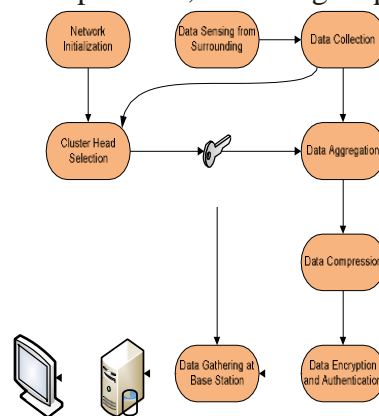 Network
Initialization
Data Sensing from
Surrounding
Data Collection
Cluster Head
Selection
Data Aggregation
Data Compression
Data Gathering at
Base Station
Data Encryption
and Authentication